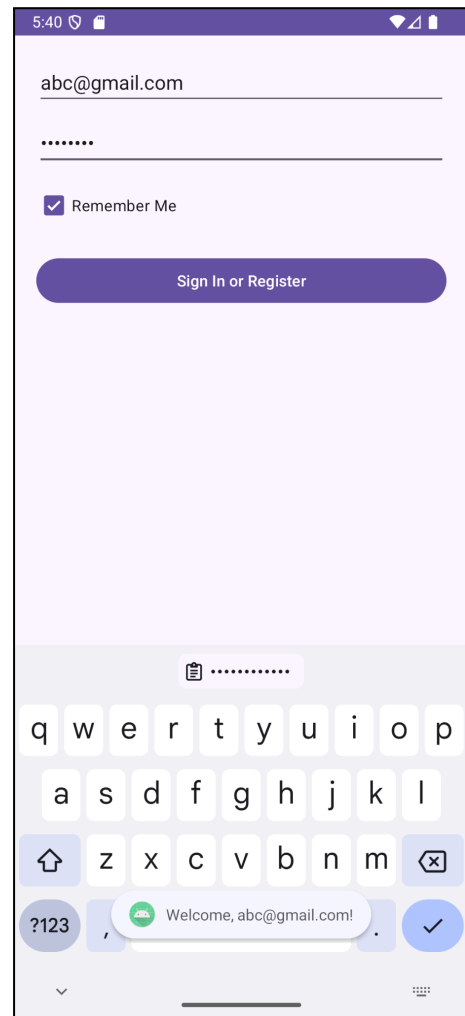 5:40
abc@gmail.com
••••••••
Remember Me
Sign In or Register
••••••••••••
q w e r t y u i o p
a s d f g h j k l
z x c v b n m
?123 , .
Welcome, abc@gmail.com!